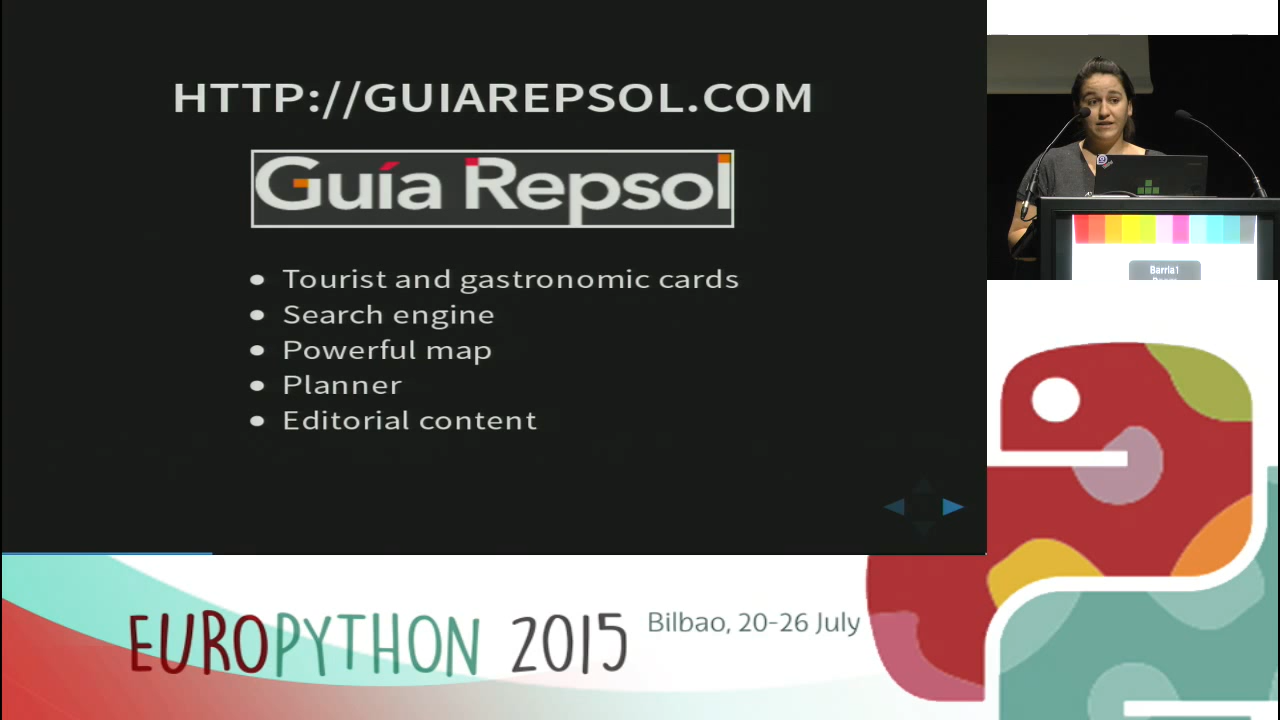 HTTP://GUIAREPSOL.COM
Guía Repsol
• Tourist and gastronomic cards
• Search engine
• Powerful map
• Planner
• Editorial content
Barria1
EUROPYTHON 2015
Bilbao, 20-26 July